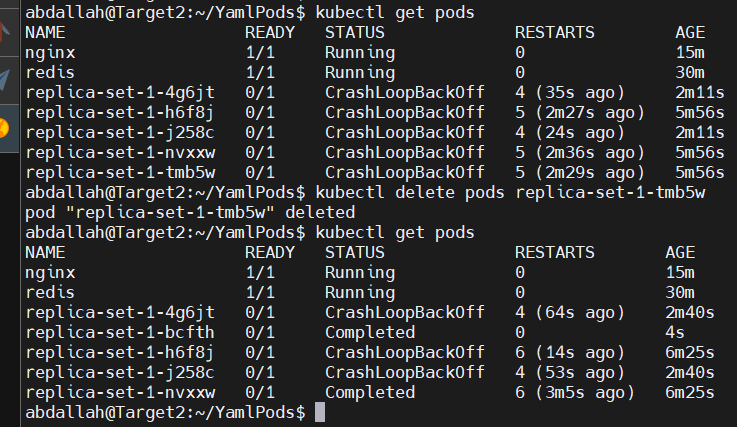 abdallah@Target2:~/YamlPods$ kubectl get pods
NAME READY STATUS RESTARTS AGE
nginx 1/1 Running 0 15m
redis 1/1 Running 0 30m
replica-set-1-4g6jt 0/1 CrashLoopBackOff 4 (35s ago) 2m11s
replica-set-1-h6f8j 0/1 CrashLoopBackOff 5 (2m27s ago) 5m56s
replica-set-1-j258c 0/1 CrashLoopBackOff 4 (24s ago) 2m11s
replica-set-1-nvxxw 0/1 CrashLoopBackOff 5 (2m36s ago) 5m56s
replica-set-1-tmb5w 0/1 CrashLoopBackOff 5 (2m29s ago) 5m56s
abdallah@Target2:~/YamlPods$ kubectl delete pods replica-set-1-tmb5w
pod "replica-set-1-tmb5w" deleted
abdallah@Target2:~/YamlPods$ kubectl get pods
NAME READY STATUS RESTARTS AGE
nginx 1/1 Running 0 15m
redis 1/1 Running 0 30m
replica-set-1-4g6jt 0/1 CrashLoopBackOff 4 (64s ago) 2m40s
replica-set-1-bcfth 0/1 Completed 0 4s
replica-set-1-h6f8j 0/1 CrashLoopBackOff 6 (14s ago) 6m25s
replica-set-1-j258c 0/1 CrashLoopBackOff 4 (53s ago) 2m40s
replica-set-1-nvxxw 0/1 Completed 6 (3m5s ago) 6m25s
abdallah@Target2:~/YamlPods$